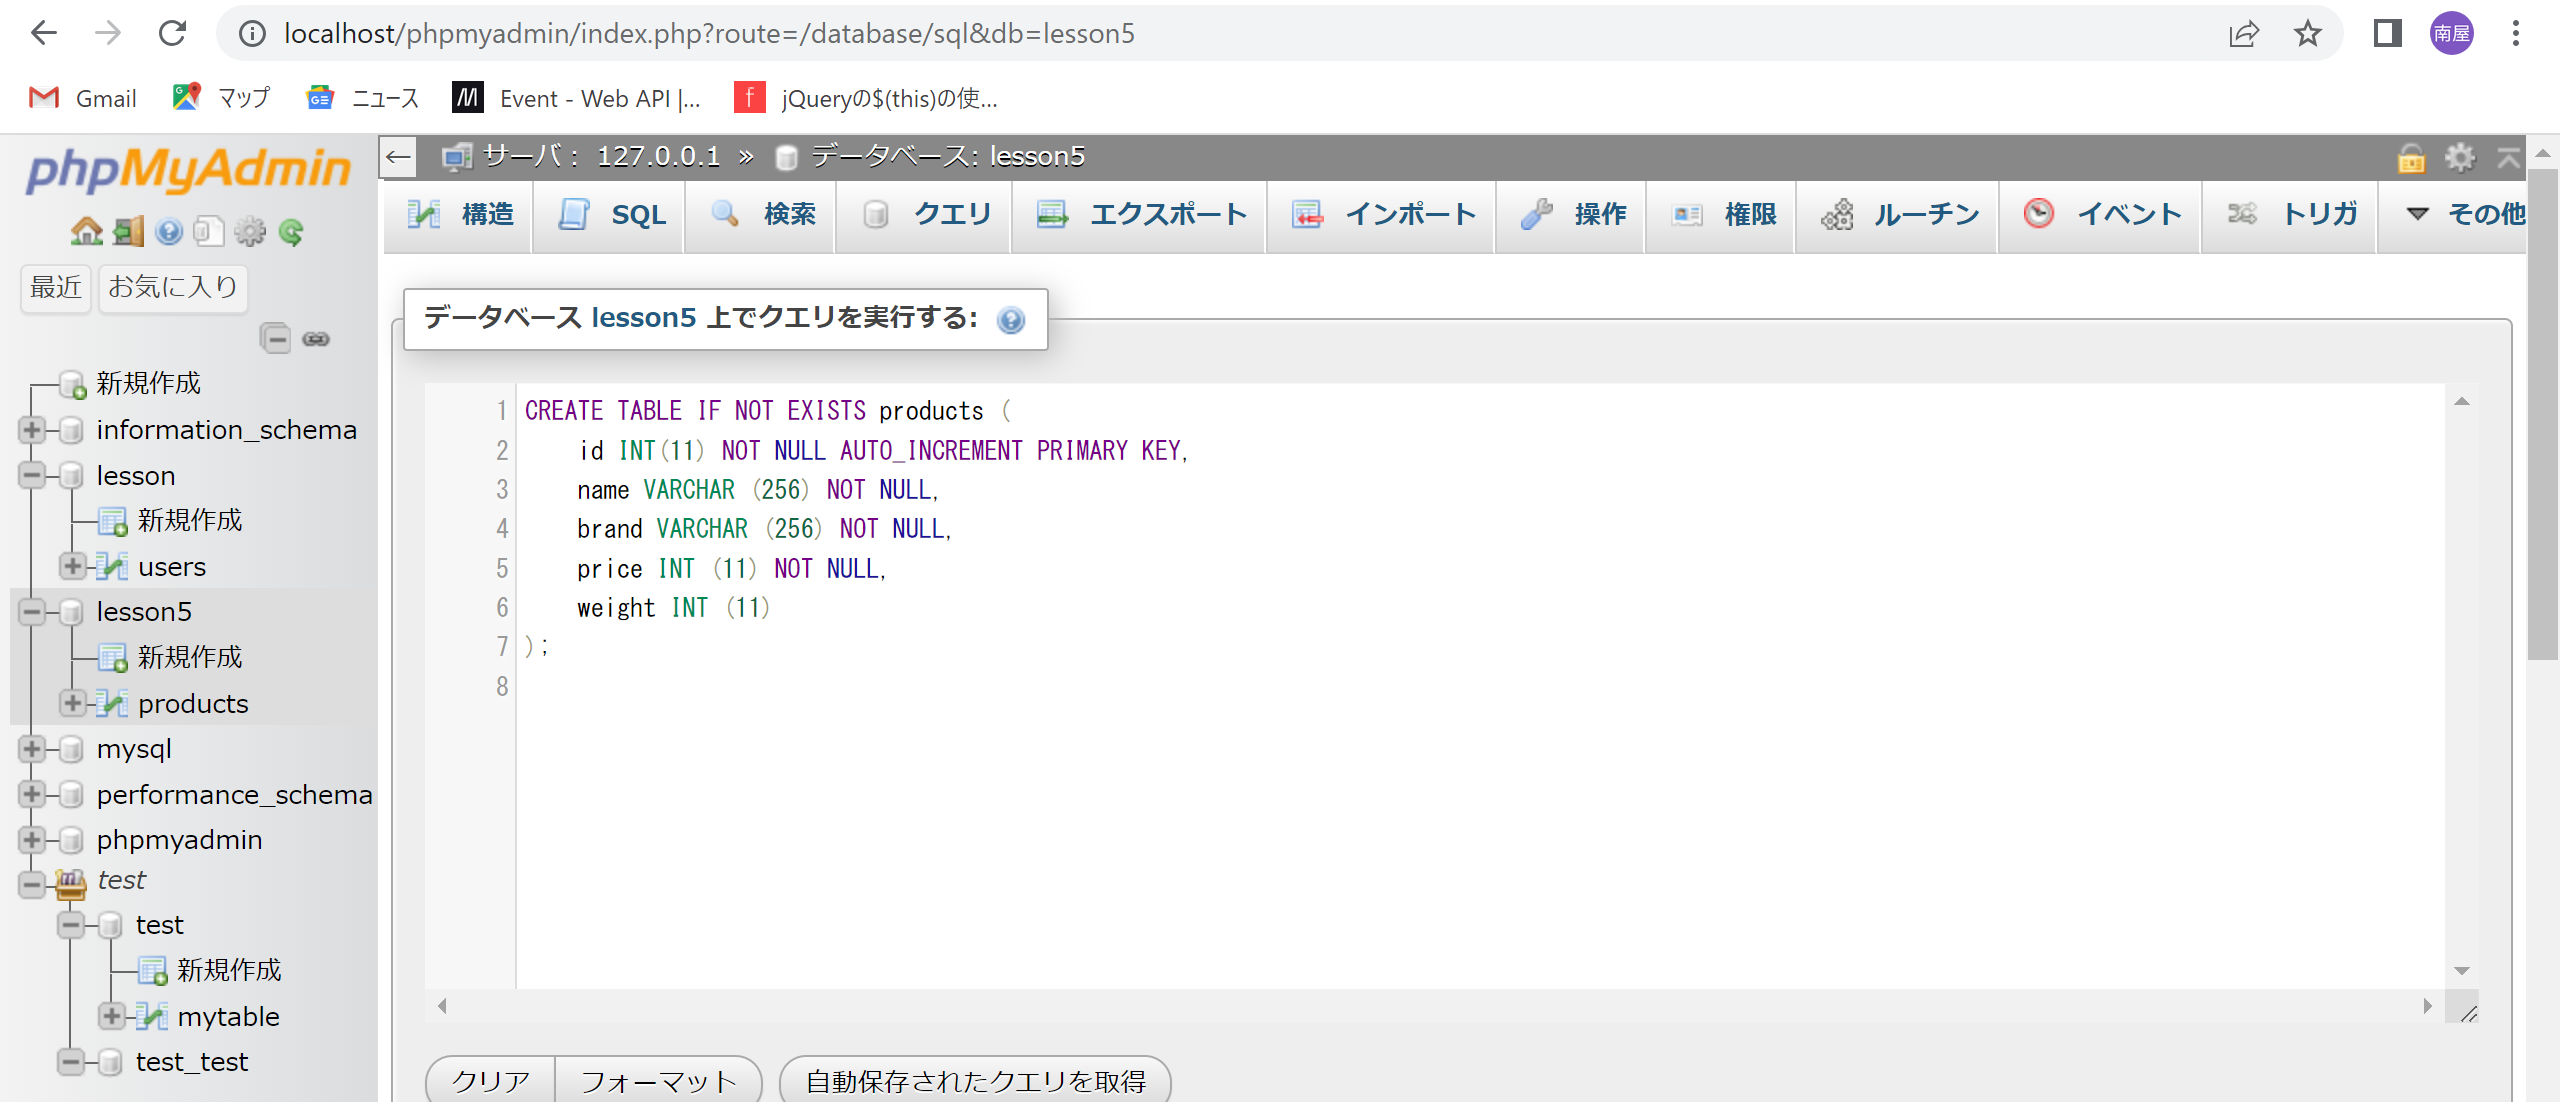 localhost/phpmyadmin/index.php?route=/database/sql&db=lesson5
南屋
Gmail
マップ
ニュース
Event - Web API |...
jQueryの$(this)の使...
phpMyAdmin
最近
お気に入り
新規作成
information_schema
lesson
新規作成
users
lesson5
新規作成
products
mysql
performance_schema
phpmyadmin
test
test
新規作成
mytable
test_test
サーバ： 127.0.0.1 » データベース: lesson5
構造
SQL
検索
クエリ
エクスポート
インポート
操作
権限
ルーチン
イベント
トリガ
その他
データベース lesson5 上でクエリを実行する:
1 CREATE TABLE IF NOT EXISTS products (
2 id INT(11) NOT NULL AUTO_INCREMENT PRIMARY KEY,
3 name VARCHAR (256) NOT NULL,
4 brand VARCHAR (256) NOT NULL,
5 price INT (11) NOT NULL,
6 weight INT (11)
7 );
8
クリア
フォーマット
自動保存されたクエリを取得